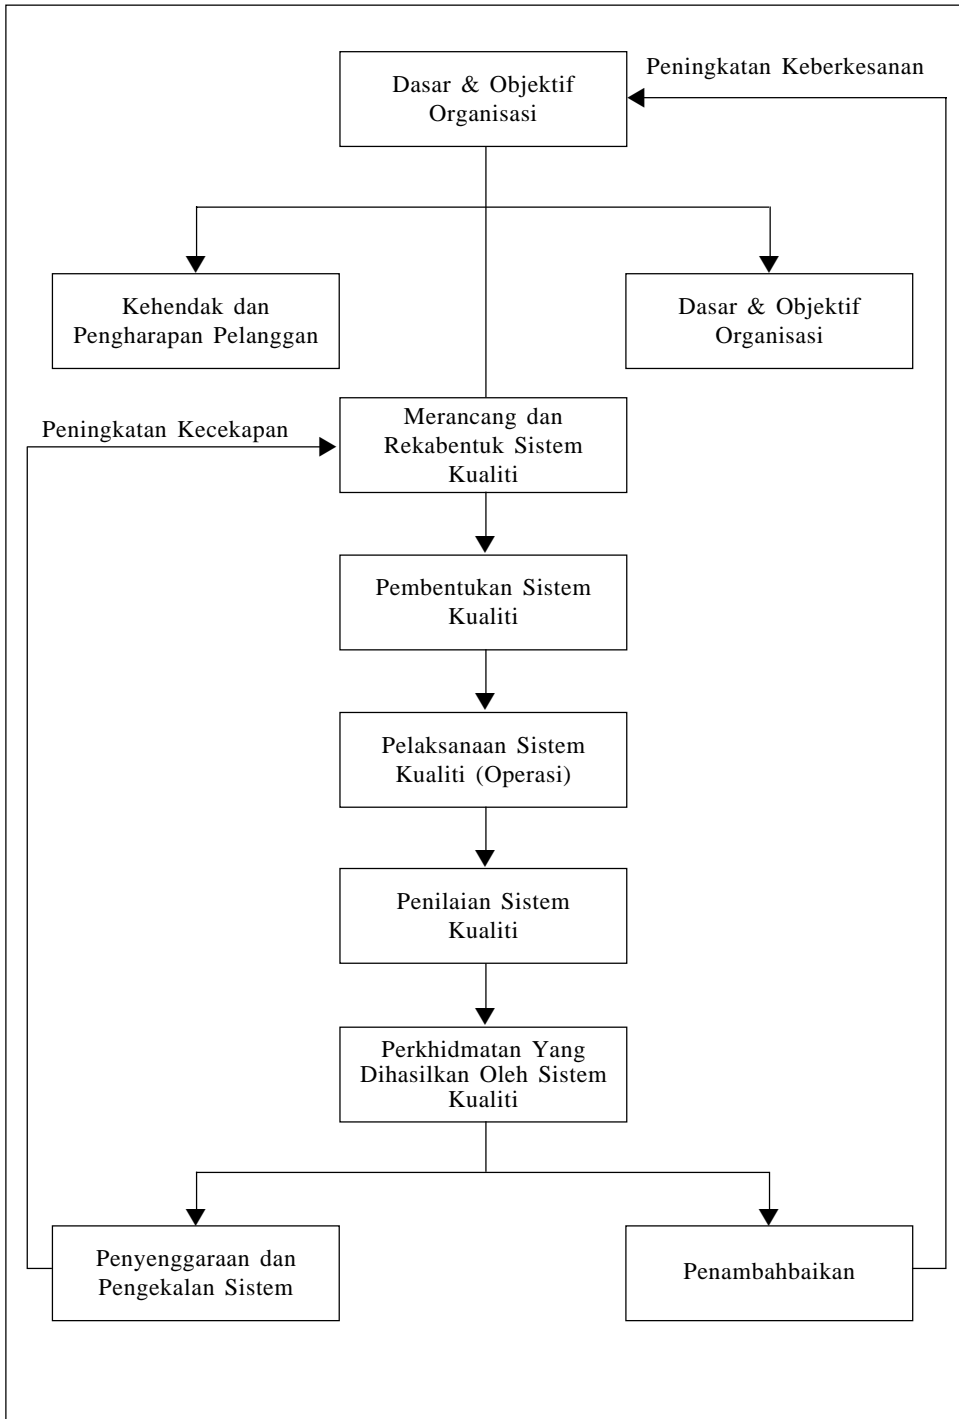 Peningkatan Keberkesanan
Dasar & Objektif
Organisasi
Kehendak dan
Pengharapan Pelanggan
Dasar & Objektif
Organisasi
Peningkatan Kecekapan
Merancang dan
Rekabentuk Sistem
Kualiti
Pembentukan Sistem
Kualiti
Pelaksanaan Sistem
Kualiti (Operasi)
Penilaian Sistem
Kualiti
Perkhidmatan Yang
Dihasilkan Oleh Sistem
Kualiti
Penyenggaraan dan
Pengekalan Sistem
Penambahbaikan